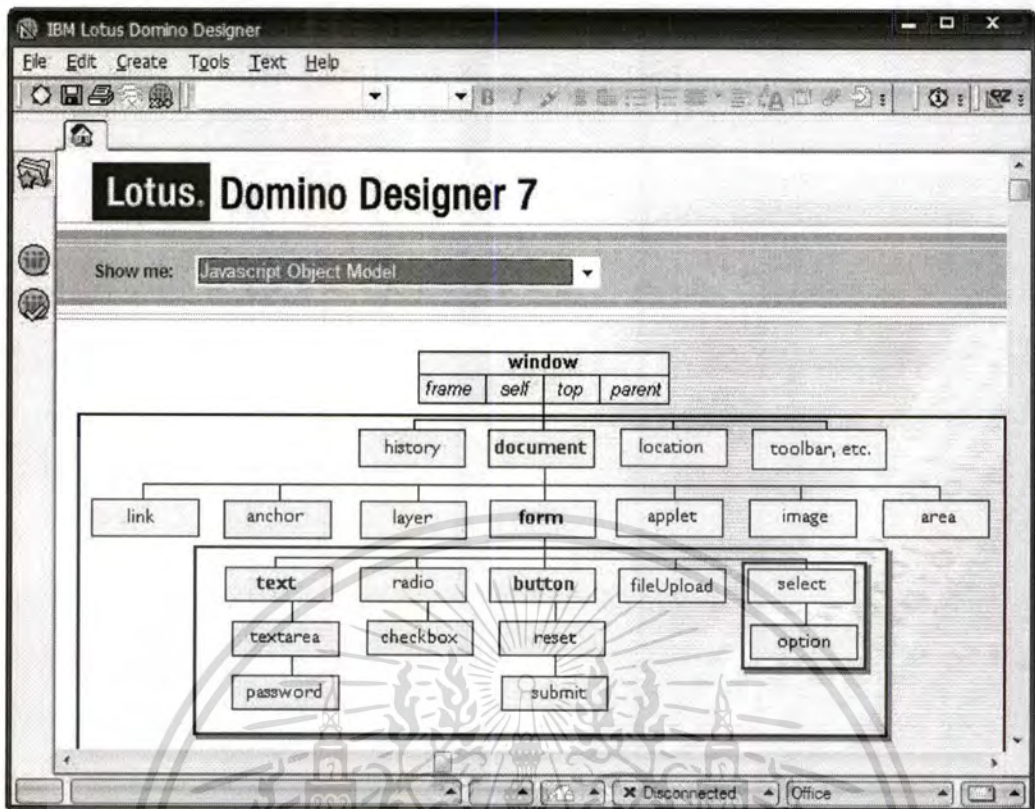 IBM Lotus Domino Designer
File Edit Create Tools Text Help
Lotus. Domino Designer 7
Show me: Javascript Object Model
window
frame self top parent
history document location toolbar, etc.
link anchor layer form applet image area
text radio button fileUpload select
textarea checkbox reset option
password submit
Disconnected Office